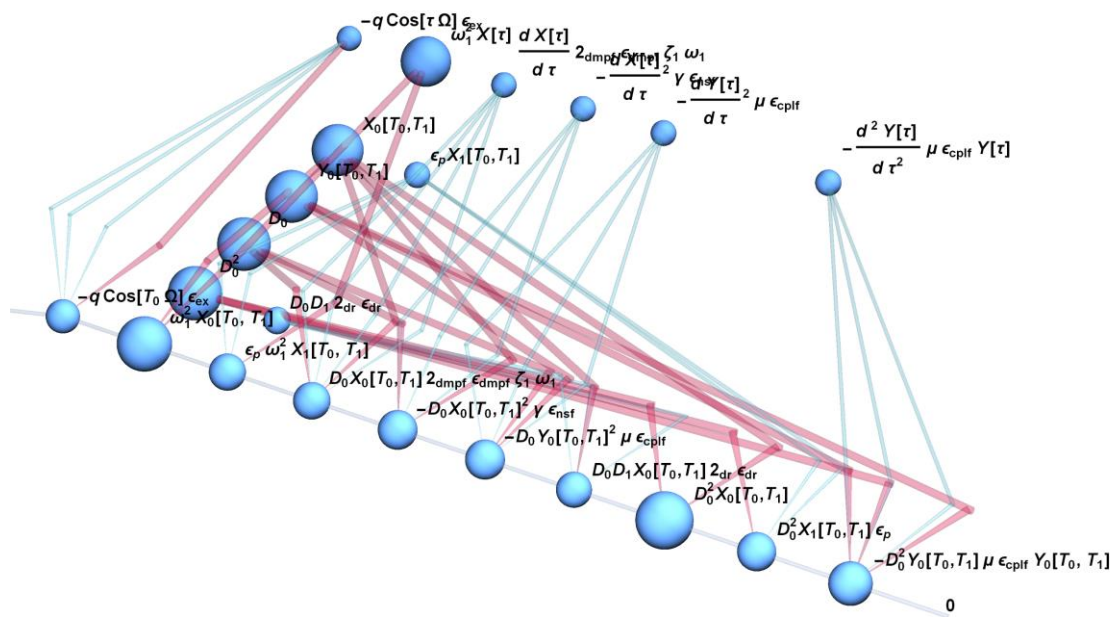 -q Cos[τ Ω] ϵex
ω₁² X[τ]
d X[τ]
d τ
2dmpf ϵdmpf ζ₁ ω₁
-d X[τ]² γ ϵnsf
d τ
-d Y[τ]² μ ϵcplf
d τ
-d² Y[τ] μ ϵcplf Y[τ]
d τ²
X₀[T₀,T₁]
ϵp X₁[T₀,T₁]
Y₀[T₀,T₁]
D₀
D₀²
-q Cos[T₀ Ω] ϵex
D₀ D₁ 2dr ϵdr
ω₁² X₀[T₀, T₁]
ϵp ω₁² X₁[T₀, T₁]
D₀ X₀[T₀,T₁] 2dmpf ϵdmpf ζ₁ ω₁
-D₀ X₀[T₀,T₁]² γ ϵnsf
-D₀ Y₀[T₀,T₁]² μ ϵcplf
D₀ D₁ X₀[T₀,T₁] 2dr ϵdr
D₀² X₀[T₀,T₁]
D₀² X₁[T₀,T₁] ϵp
-D₀² Y₀[T₀,T₁] μ ϵcplf Y₀[T₀, T₁]
0